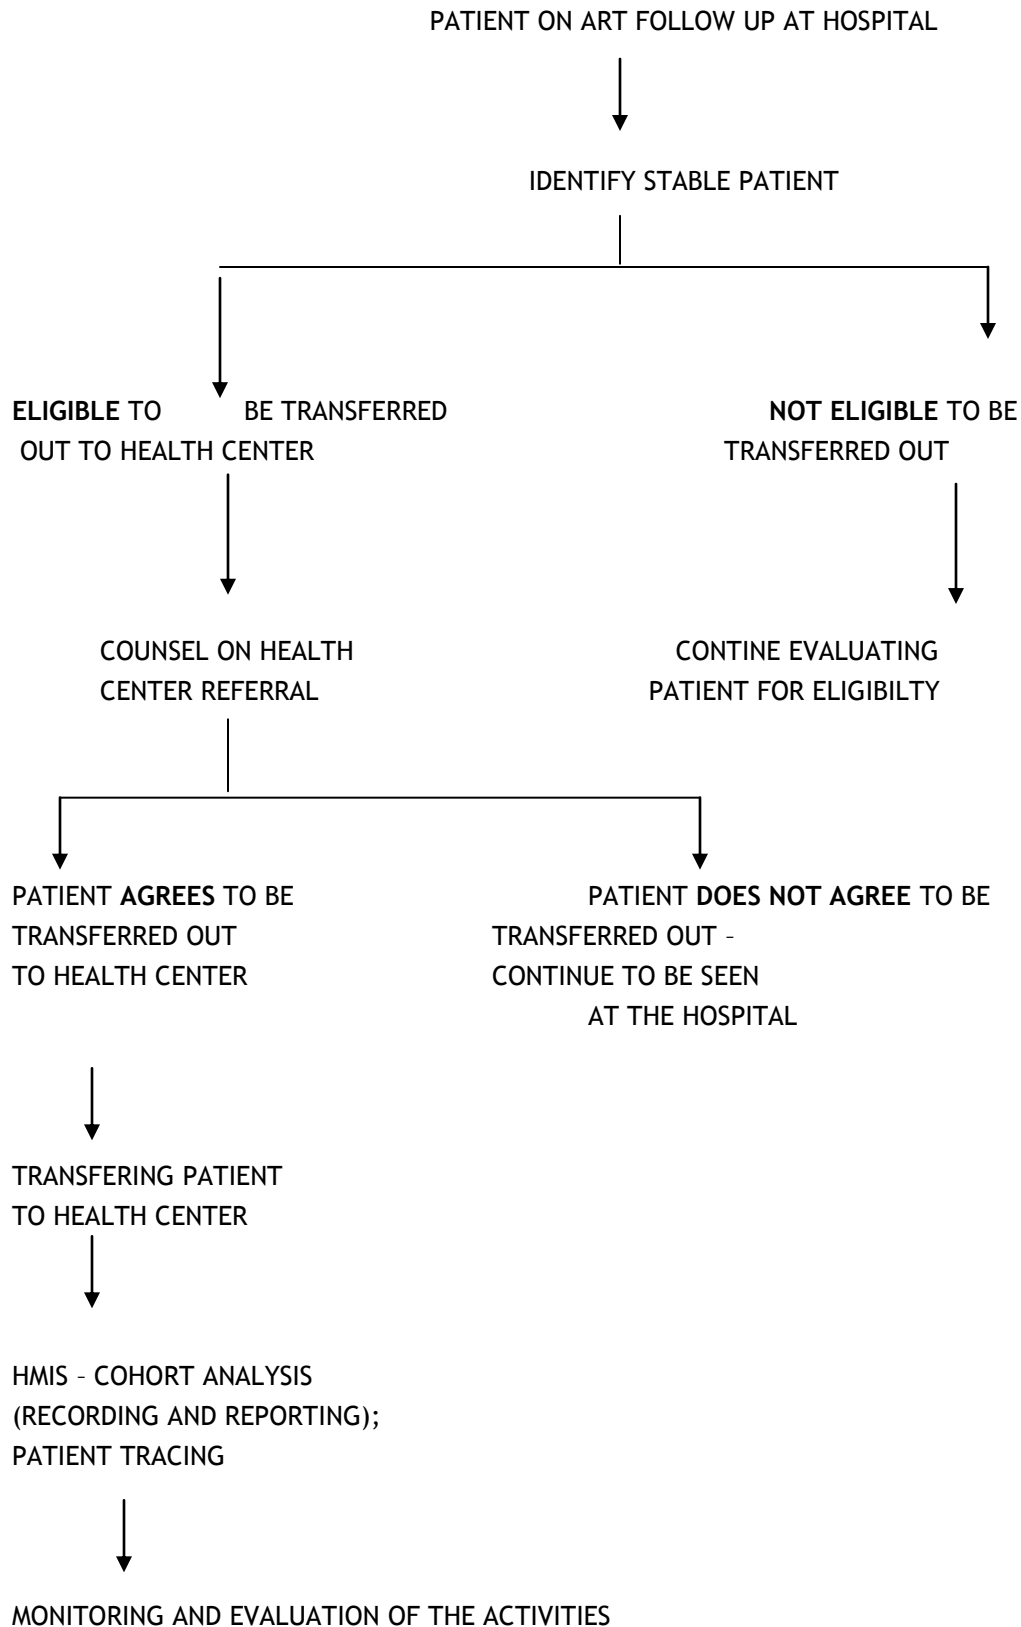 PATIENT ON ART FOLLOW UP AT HOSPITAL
IDENTIFY STABLE PATIENT
ELIGIBLE TO BE TRANSFERRED
OUT TO HEALTH CENTER
NOT ELIGIBLE TO BE
TRANSFERRED OUT
COUNSEL ON HEALTH
CENTER REFERRAL
CONTINE EVALUATING
PATIENT FOR ELIGIBILTY
PATIENT AGREES TO BE
TRANSFERRED OUT
TO HEALTH CENTER
PATIENT DOES NOT AGREE TO BE
TRANSFERRED OUT –
CONTINUE TO BE SEEN
AT THE HOSPITAL
TRANSFERING PATIENT
TO HEALTH CENTER
HMIS – COHORT ANALYSIS
(RECORDING AND REPORTING);
PATIENT TRACING
MONITORING AND EVALUATION OF THE ACTIVITIES